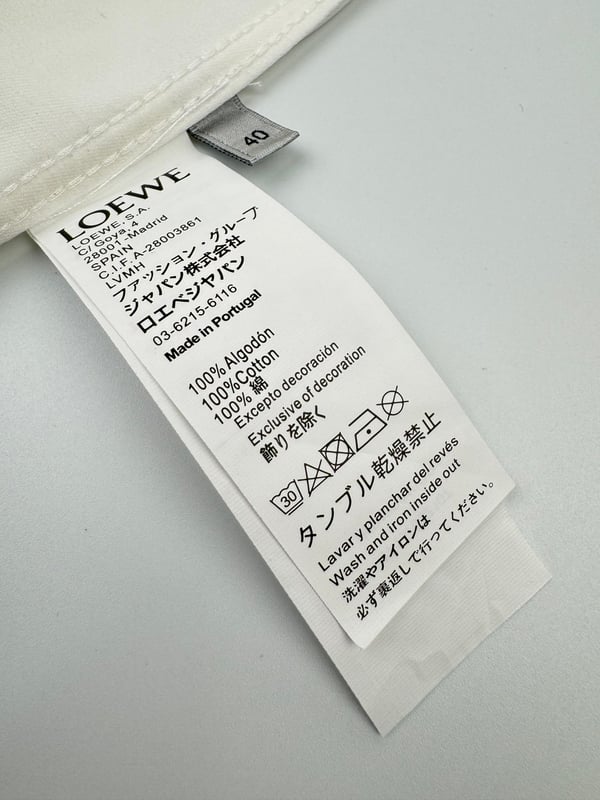 40
LOEWE
LOEWE, S.A.
C/ Goya, 4
28001-Madrid
SPAIN
C.I.F.A-28003861
LVMH
ファッション・グループ
ジャパン株式会社
ロエベジャパン
03-6215-6116
Made in Portugal
100% Algodón
100%Cotton
100% 綿
Excepto decoración
Exclusive of decoration
飾りを除く
30
タンブル乾燥禁止
Lavar y planchar del revés
Wash and iron inside out
洗濯やアイロンは
必ず裏返しで行ってください。